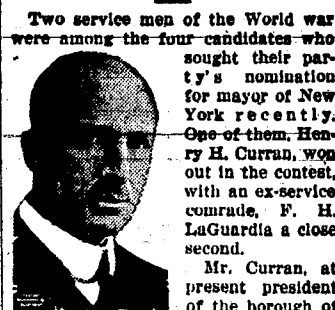 Two service men of the World war
were among the four candidates who
sought their par-
ty's nomination
for mayor of New
York recently.
One of them, Hen-
ry H. Curran, won
out in the contest,
with an ex-service
comrade, F. H.
LaGuardia a close
second.
Mr. Curran, at
present president
of the borough of